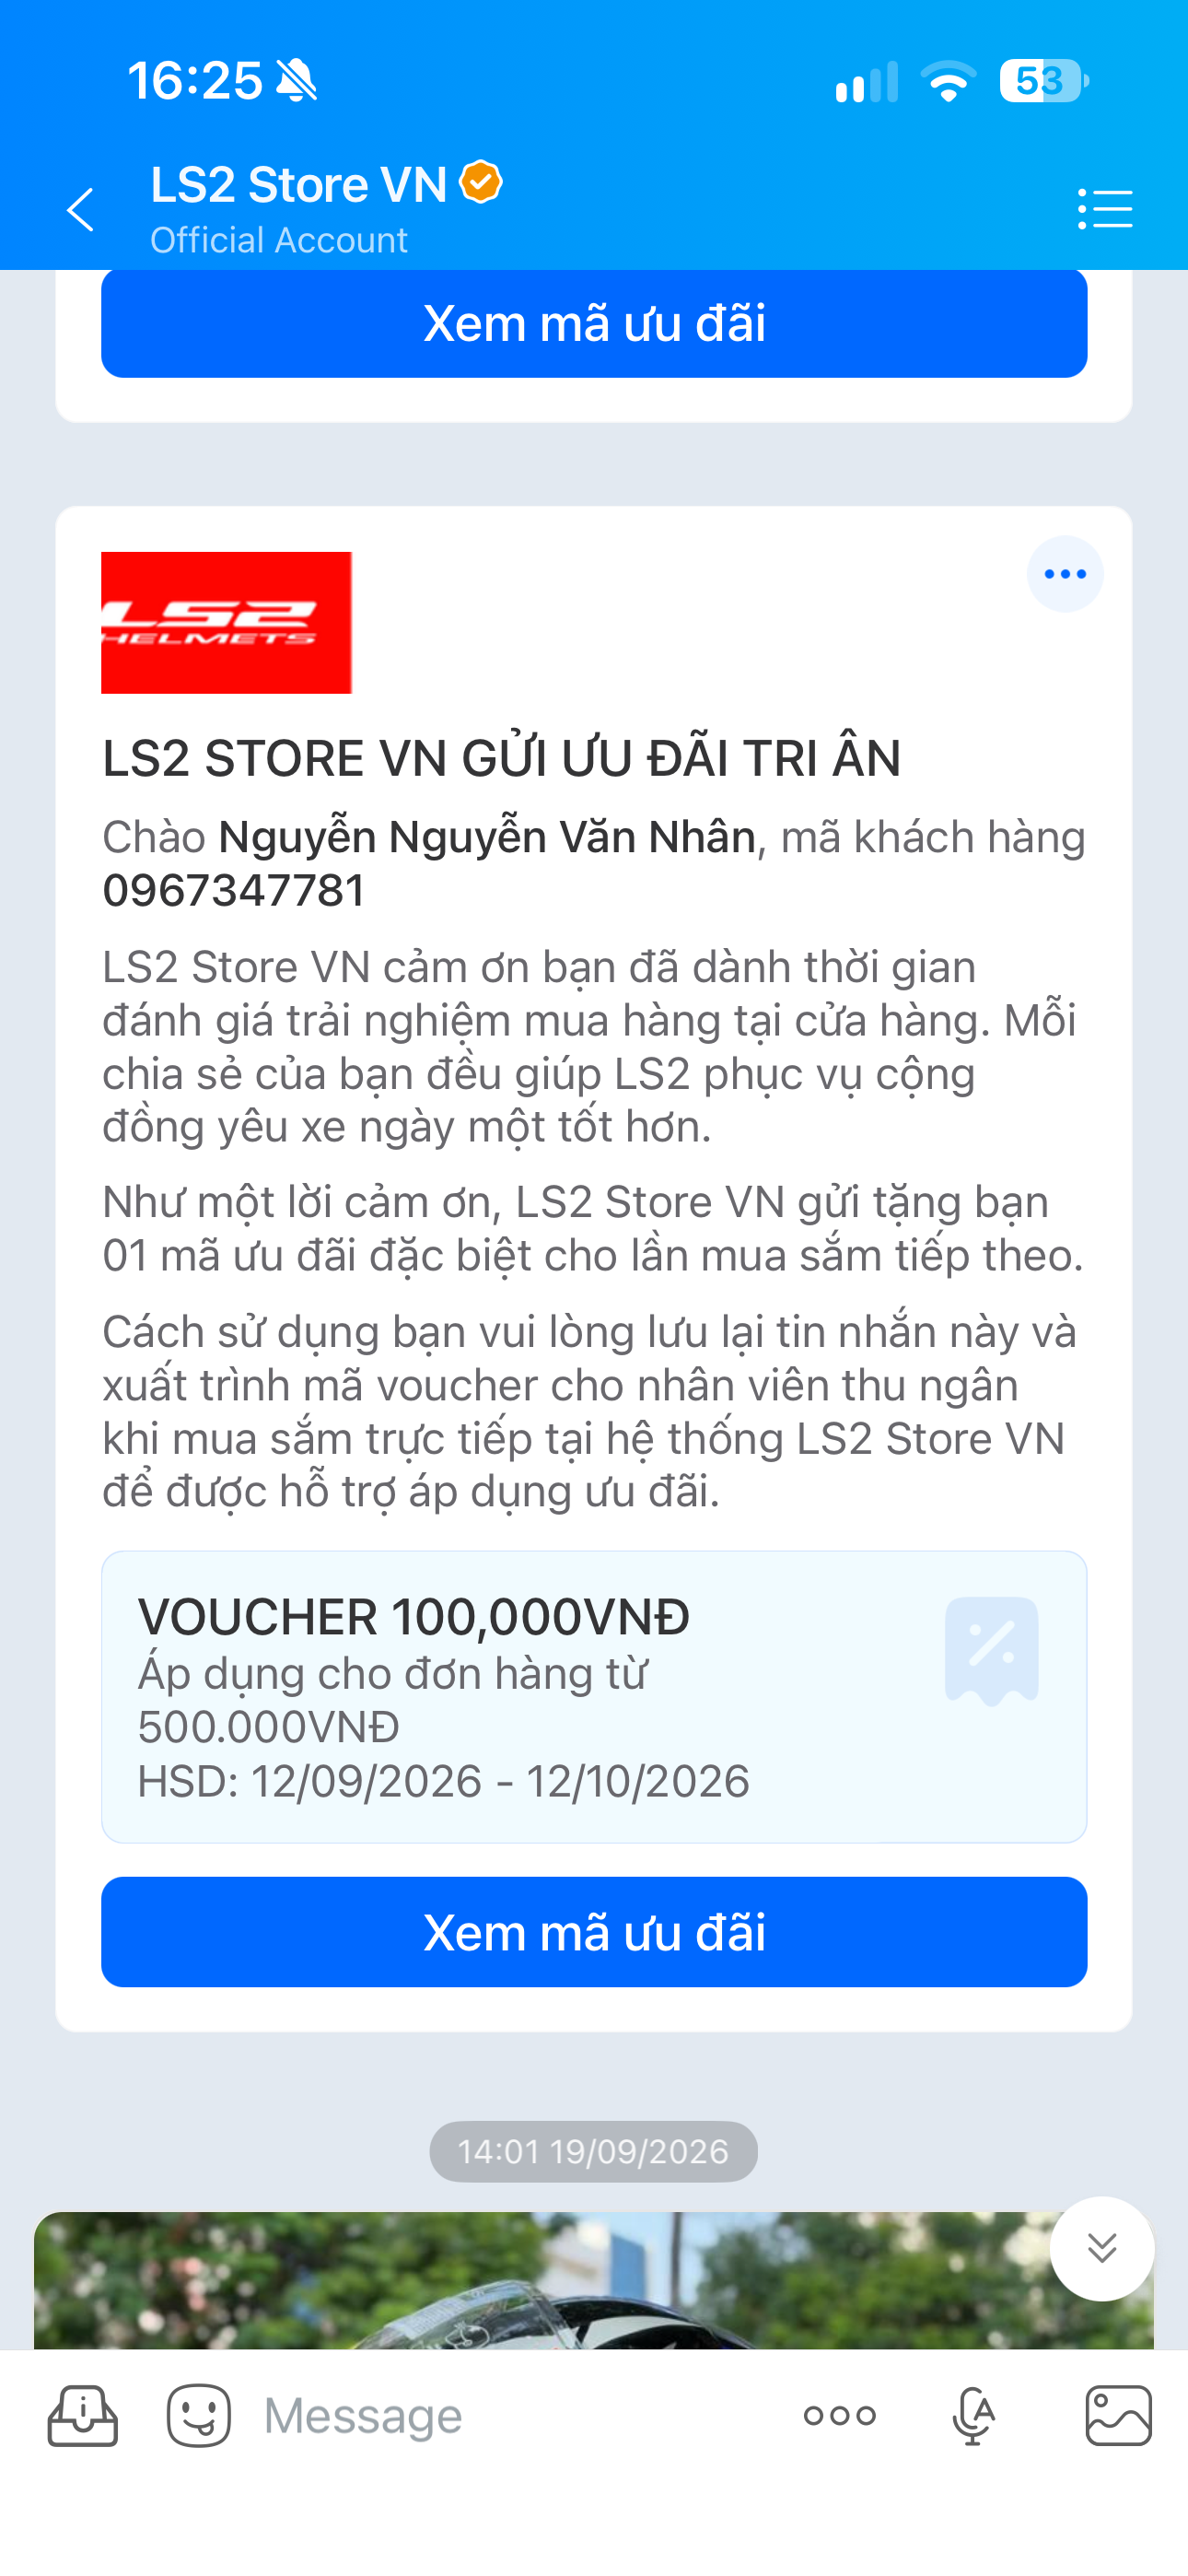 16:25
53
LS2 Store VN
Official Account
Xem mã ưu đãi
LS2
HELMETS
LS2 STORE VN GỬI ƯU ĐÃI TRI ÂN
Chào Nguyễn Nguyễn Văn Nhân, mã khách hàng
0967347781
LS2 Store VN cảm ơn bạn đã dành thời gian
đánh giá trải nghiệm mua hàng tại cửa hàng. Mỗi
chia sẻ của bạn đều giúp LS2 phục vụ cộng
đồng yêu xe ngày một tốt hơn.
Như một lời cảm ơn, LS2 Store VN gửi tặng bạn
01 mã ưu đãi đặc biệt cho lần mua sắm tiếp theo.
Cách sử dụng bạn vui lòng lưu lại tin nhắn này và
xuất trình mã voucher cho nhân viên thu ngân
khi mua sắm trực tiếp tại hệ thống LS2 Store VN
để được hỗ trợ áp dụng ưu đãi.
VOUCHER 100,000VNĐ
Áp dụng cho đơn hàng từ
500.000VNĐ
HSD: 12/09/2026 - 12/10/2026
Xem mã ưu đãi
14:01 19/09/2026
Message